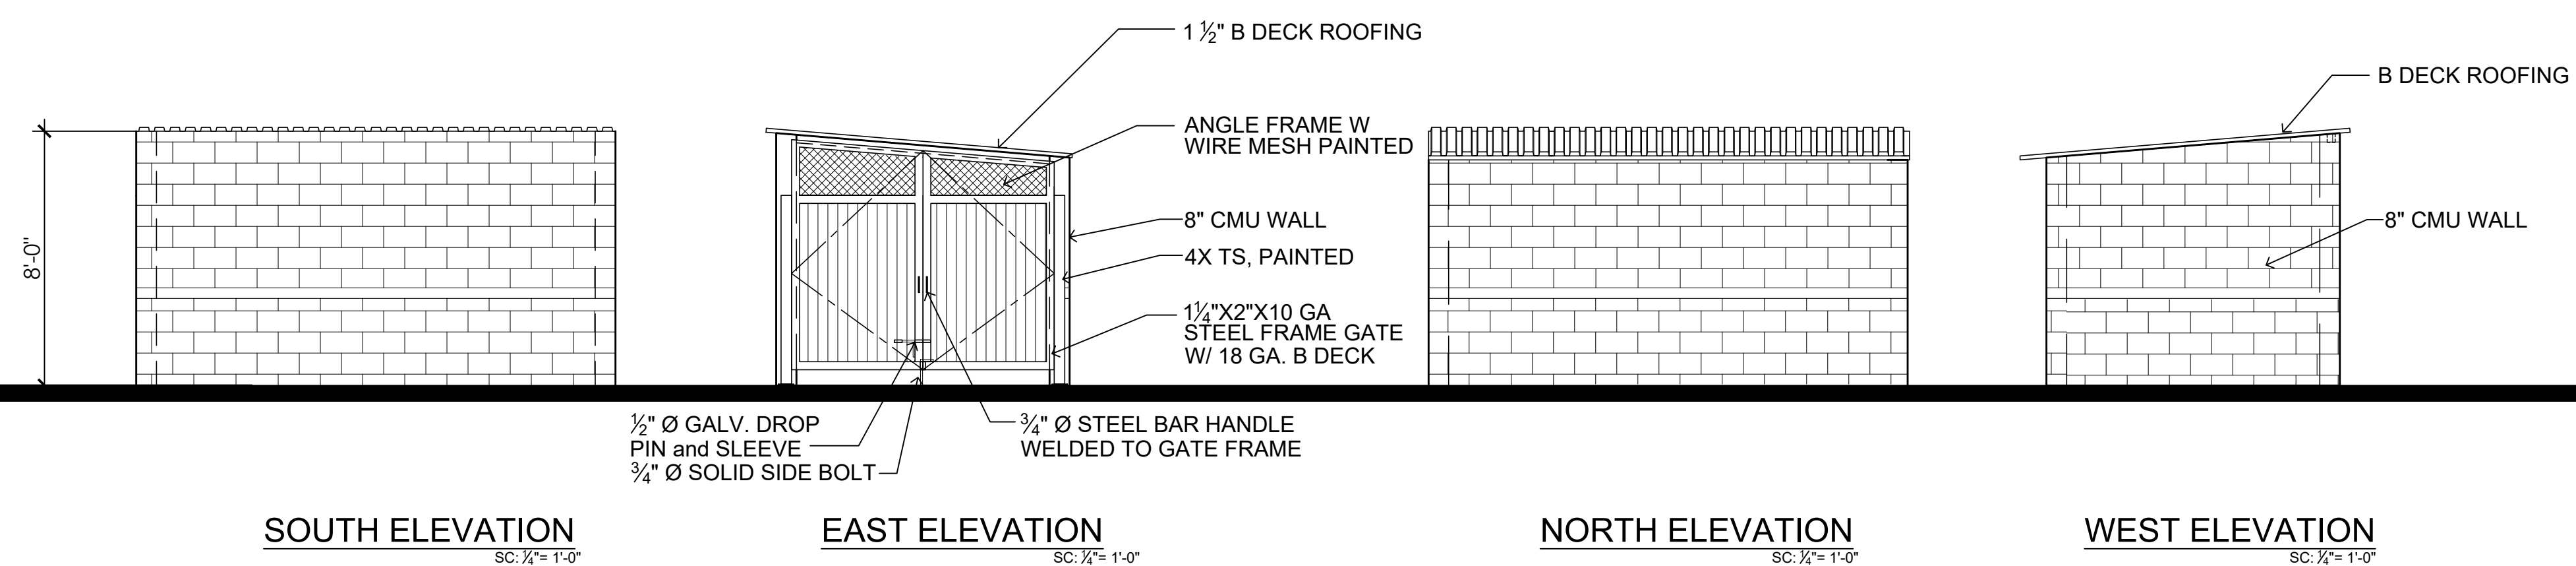 8'-0"
SOUTH ELEVATION
SC: ¼"= 1'-0"
1 ½" B DECK ROOFING
ANGLE FRAME W
WIRE MESH PAINTED
8" CMU WALL
4X TS, PAINTED
1¼"X2"X10 GA
STEEL FRAME GATE
W/ 18 GA. B DECK
½" Ø GALV. DROP
PIN and SLEEVE
¾" Ø SOLID SIDE BOLT
¾" Ø STEEL BAR HANDLE
WELDED TO GATE FRAME
EAST ELEVATION
SC: ¼"= 1'-0"
NORTH ELEVATION
SC: ¼"= 1'-0"
B DECK ROOFING
8" CMU WALL
WEST ELEVATION
SC: ¼"= 1'-0"